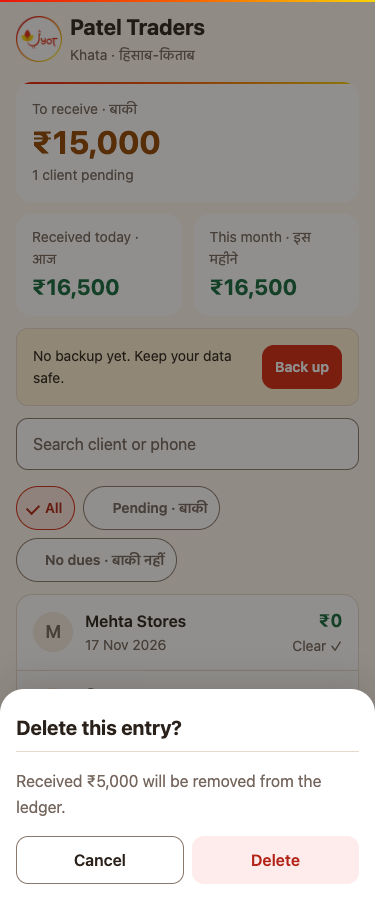 Jyot
Patel Traders
Khata · हिसाब-किताब
To receive · बाकी
₹15,000
1 client pending
Received today · आज
₹16,500
This month · इस महीने
₹16,500
No backup yet. Keep your data safe.
Back up
Search client or phone
All
Pending · बाकी
No dues · बाकी नहीं
M
Mehta Stores
₹0
17 Nov 2026
Clear ✓
Delete this entry?
Received ₹5,000 will be removed from the
ledger.
Cancel
Delete